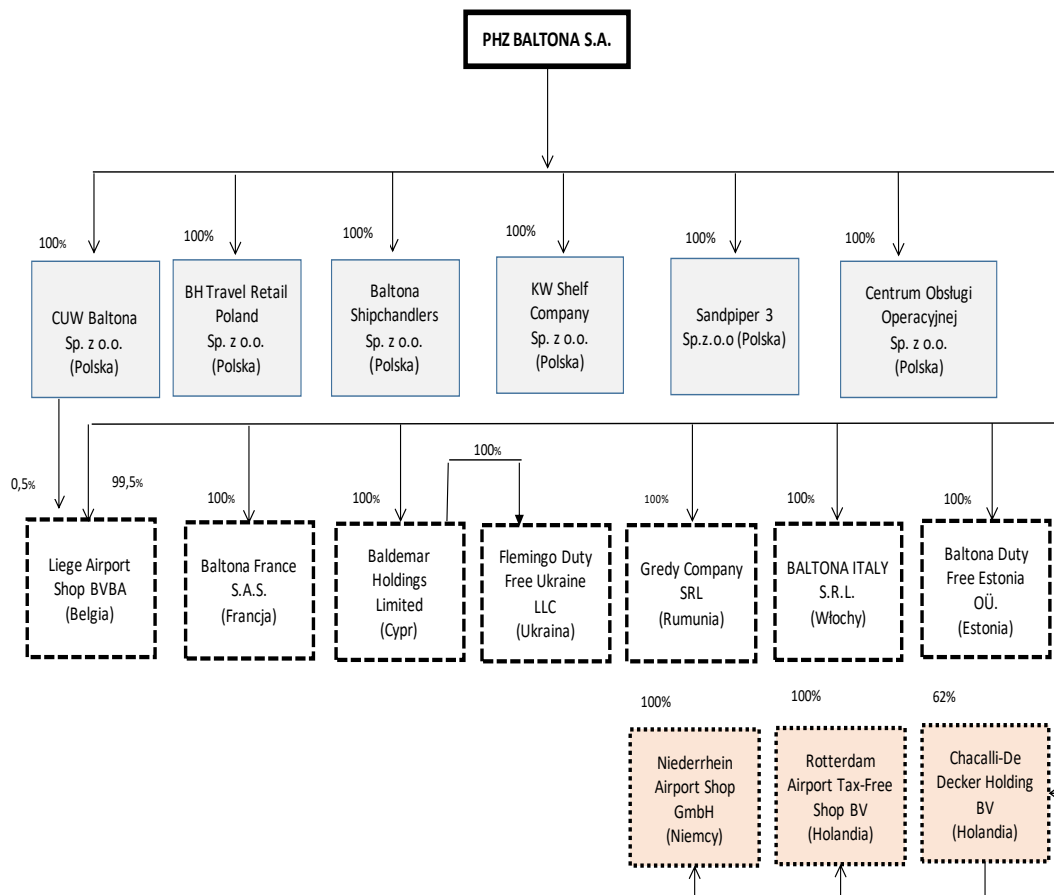 PHZ BALTONA S.A.
100%
100%
100%
100%
100%
100%
CUW Baltona
Sp. z o.o.
(Polska)
BH Travel Retail
Poland
Sp. z o.o.
(Polska)
Baltona
Shipchandlers
Sp. z o.o.
(Polska)
KW Shelf
Company
Sp. z o.o.
(Polska)
Sandpiper 3
Sp.z.o.o (Polska)
Centrum Obsługi
Operacyjnej
Sp. z o.o.
(Polska)
0,5%
99,5%
100%
100%
100%
100%
100%
100%
Liege Airport
Shop BVBA
(Belgia)
Baltona France
S.A.S.
(Francja)
Baldemar
Holdings
Limited
(Cypr)
Flemingo Duty
Free Ukraine
LLC
(Ukraina)
Gredy Company
SRL
(Rumunia)
BALTONA ITALY
S.R.L.
(Włochy)
Baltona Duty
Free Estonia
OÜ.
(Estonia)
100%
100%
62%
Niederrhein
Airport Shop
GmbH
(Niemcy)
Rotterdam
Airport Tax-Free
Shop BV
(Holandia)
Chacalli-De
Decker Holding
BV
(Holandia)